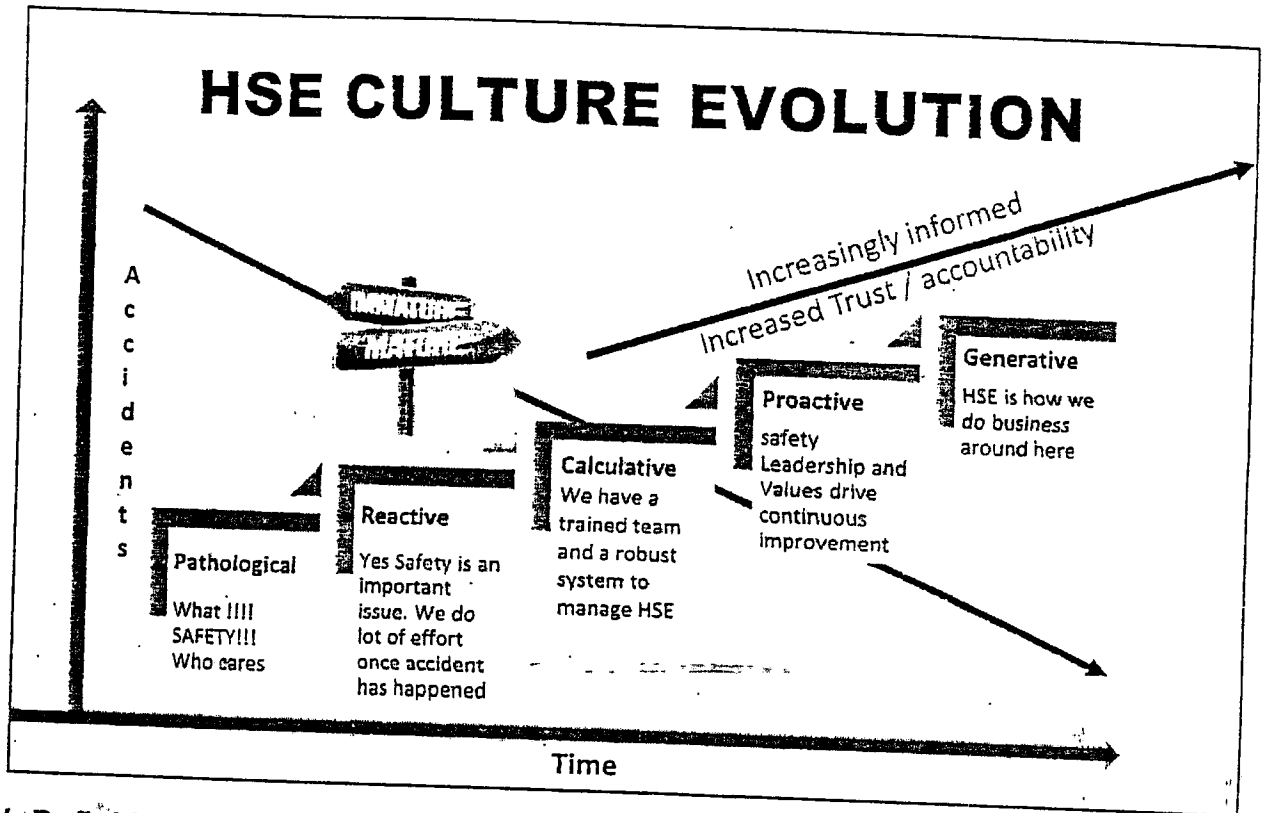 HSE CULTURE EVOLUTION
Accidents
IMMATURE
MATURE
Increasingly informed
Increased Trust / accountability
Pathological
What !!!!
SAFETY!!!
Who cares
Reactive
Yes Safety is an
important
issue. We do
lot of effort
once accident
has happened
Calculative
We have a
trained team
and a robust
system to
manage HSE
Proactive
safety
Leadership and
Values drive
continuous
improvement
Generative
HSE is how we
do business
around here
Time